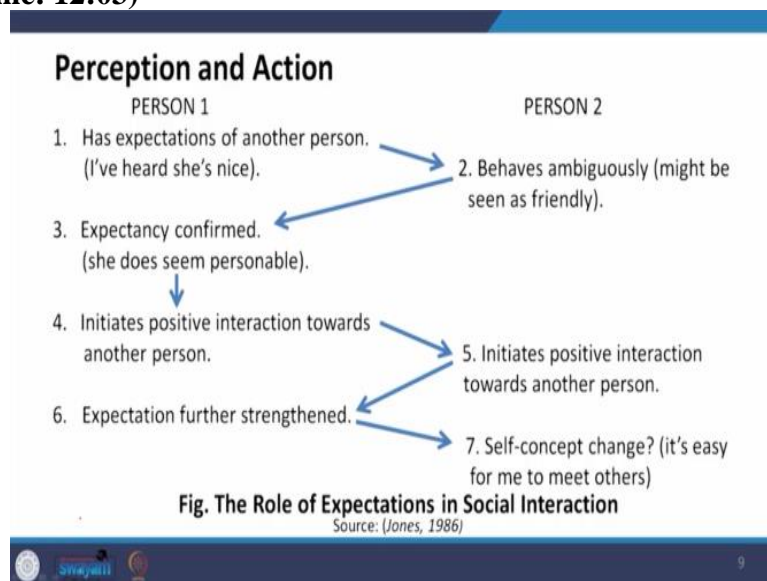 Perception and Action
PERSON 1
PERSON 2
1. Has expectations of another person.
(I've heard she's nice).
2. Behaves ambiguously (might be
seen as friendly).
3. Expectancy confirmed.
(she does seem personable).
4. Initiates positive interaction towards
another person.
5. Initiates positive interaction
towards another person.
6. Expectation further strengthened.
7. Self-concept change? (it's easy
for me to meet others)
Fig. The Role of Expectations in Social Interaction
Source: (Jones, 1986)
swayam
9